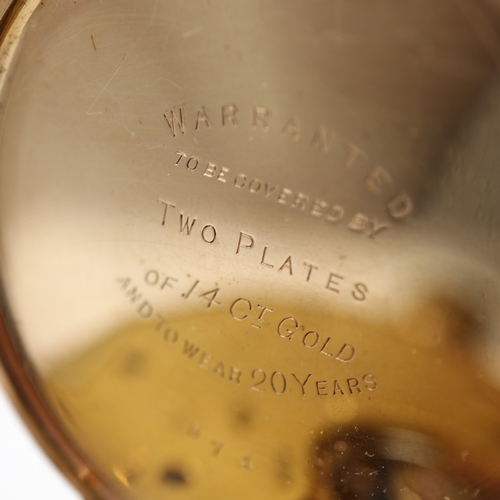 WARRANTED
TO BE COVERED BY
TWO PLATES
OF 14 CT GOLD
AND TO WEAR 20 YEARS